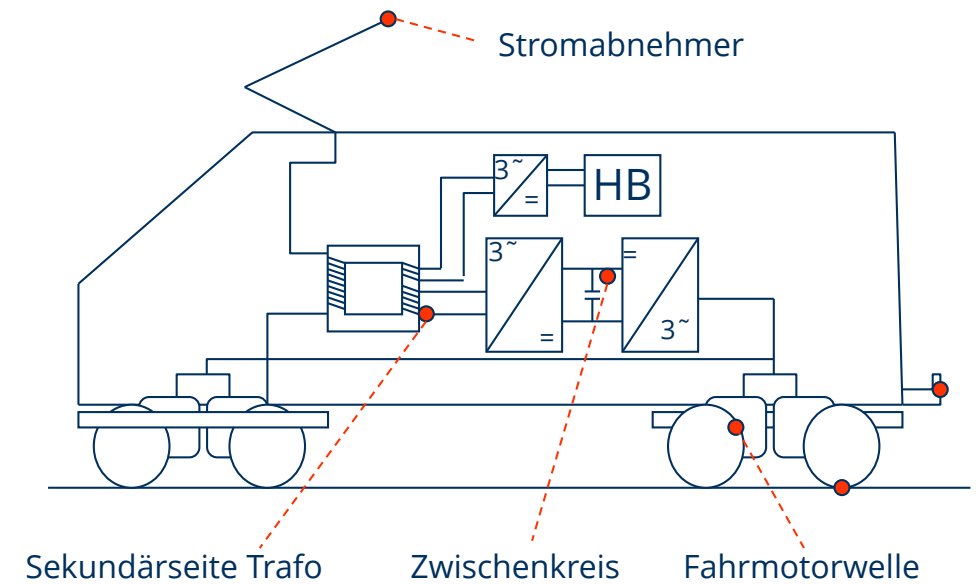 Stromabnehmer
3~
=
HB
3~
=
=
3~
Sekundärseite Trafo
Zwischenkreis
Fahrmotorwelle